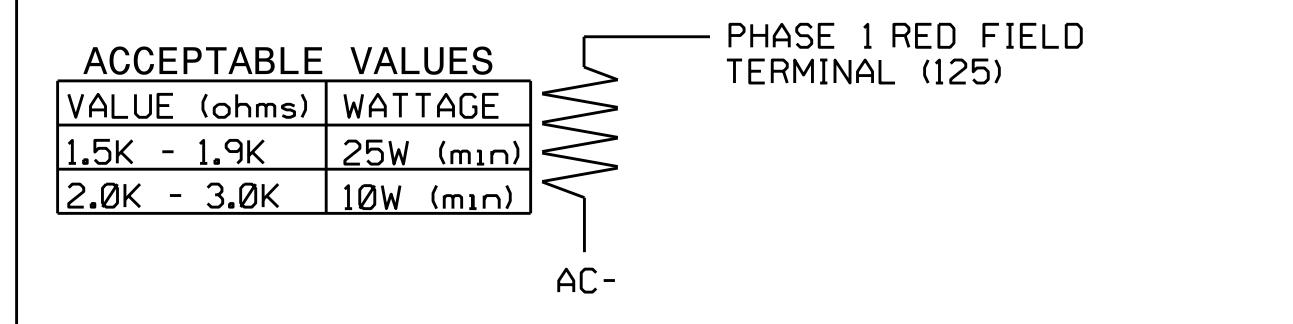 ACCEPTABLE VALUES
VALUE (ohms) WATTAGE
1.5K - 1.9K 25W (min)
2.0K - 3.0K 10W (min)
PHASE 1 RED FIELD
TERMINAL (125)
AC-